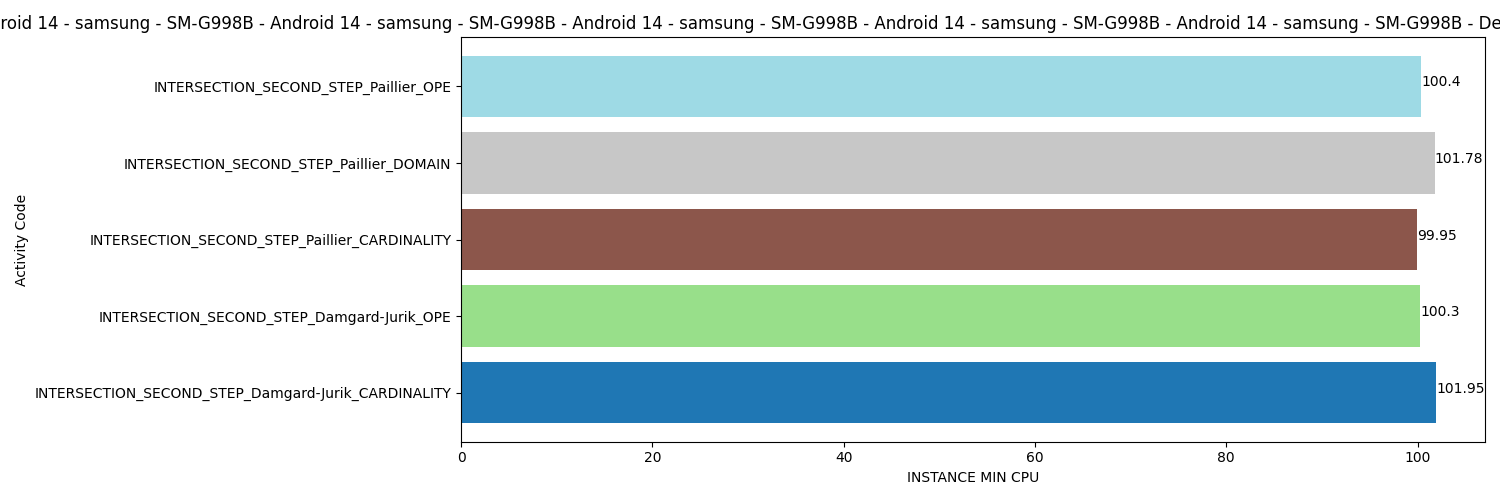 roid 14 - samsung - SM-G998B - Android 14 - samsung - SM-G998B - Android 14 - samsung - SM-G998B - Android 14 - samsung - SM-G998B - Android 14 - samsung - SM-G998B - De
INTERSECTION_SECOND_STEP_Paillier_OPE
100.4
INTERSECTION_SECOND_STEP_Paillier_DOMAIN
101.78
INTERSECTION_SECOND_STEP_Paillier_CARDINALITY
99.95
INTERSECTION_SECOND_STEP_Damgard-Jurik_OPE
100.3
INTERSECTION_SECOND_STEP_Damgard-Jurik_CARDINALITY
101.95
Activity Code
0 20 40 60 80 100
INSTANCE MIN CPU